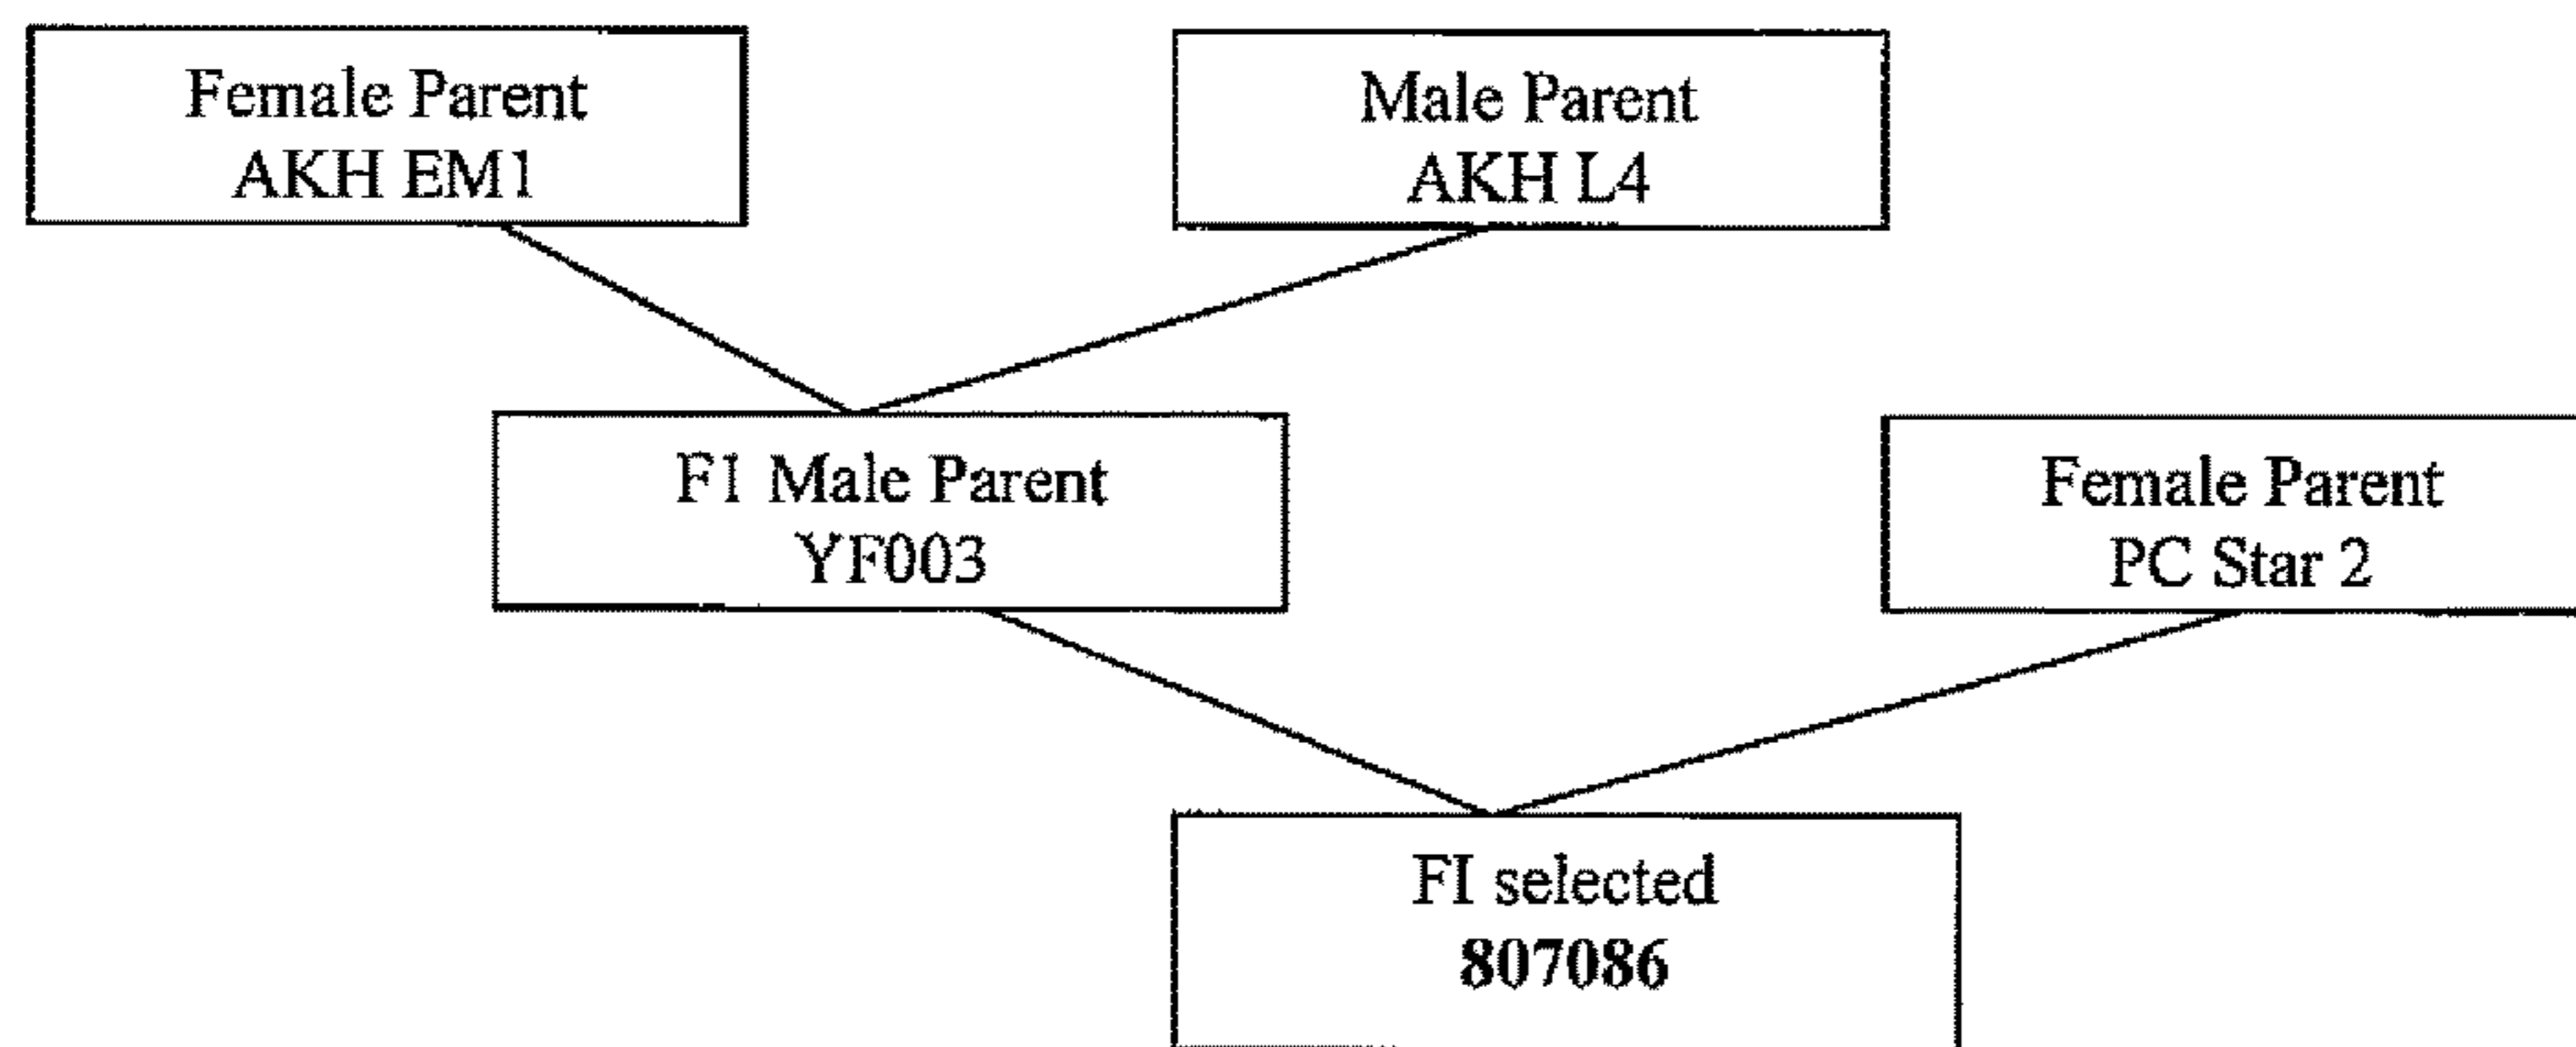 Female Parent
AKH EM1
Male Parent
AKH L4
F1 Male Parent
YF003
Female Parent
PC Star 2
FI selected
807086